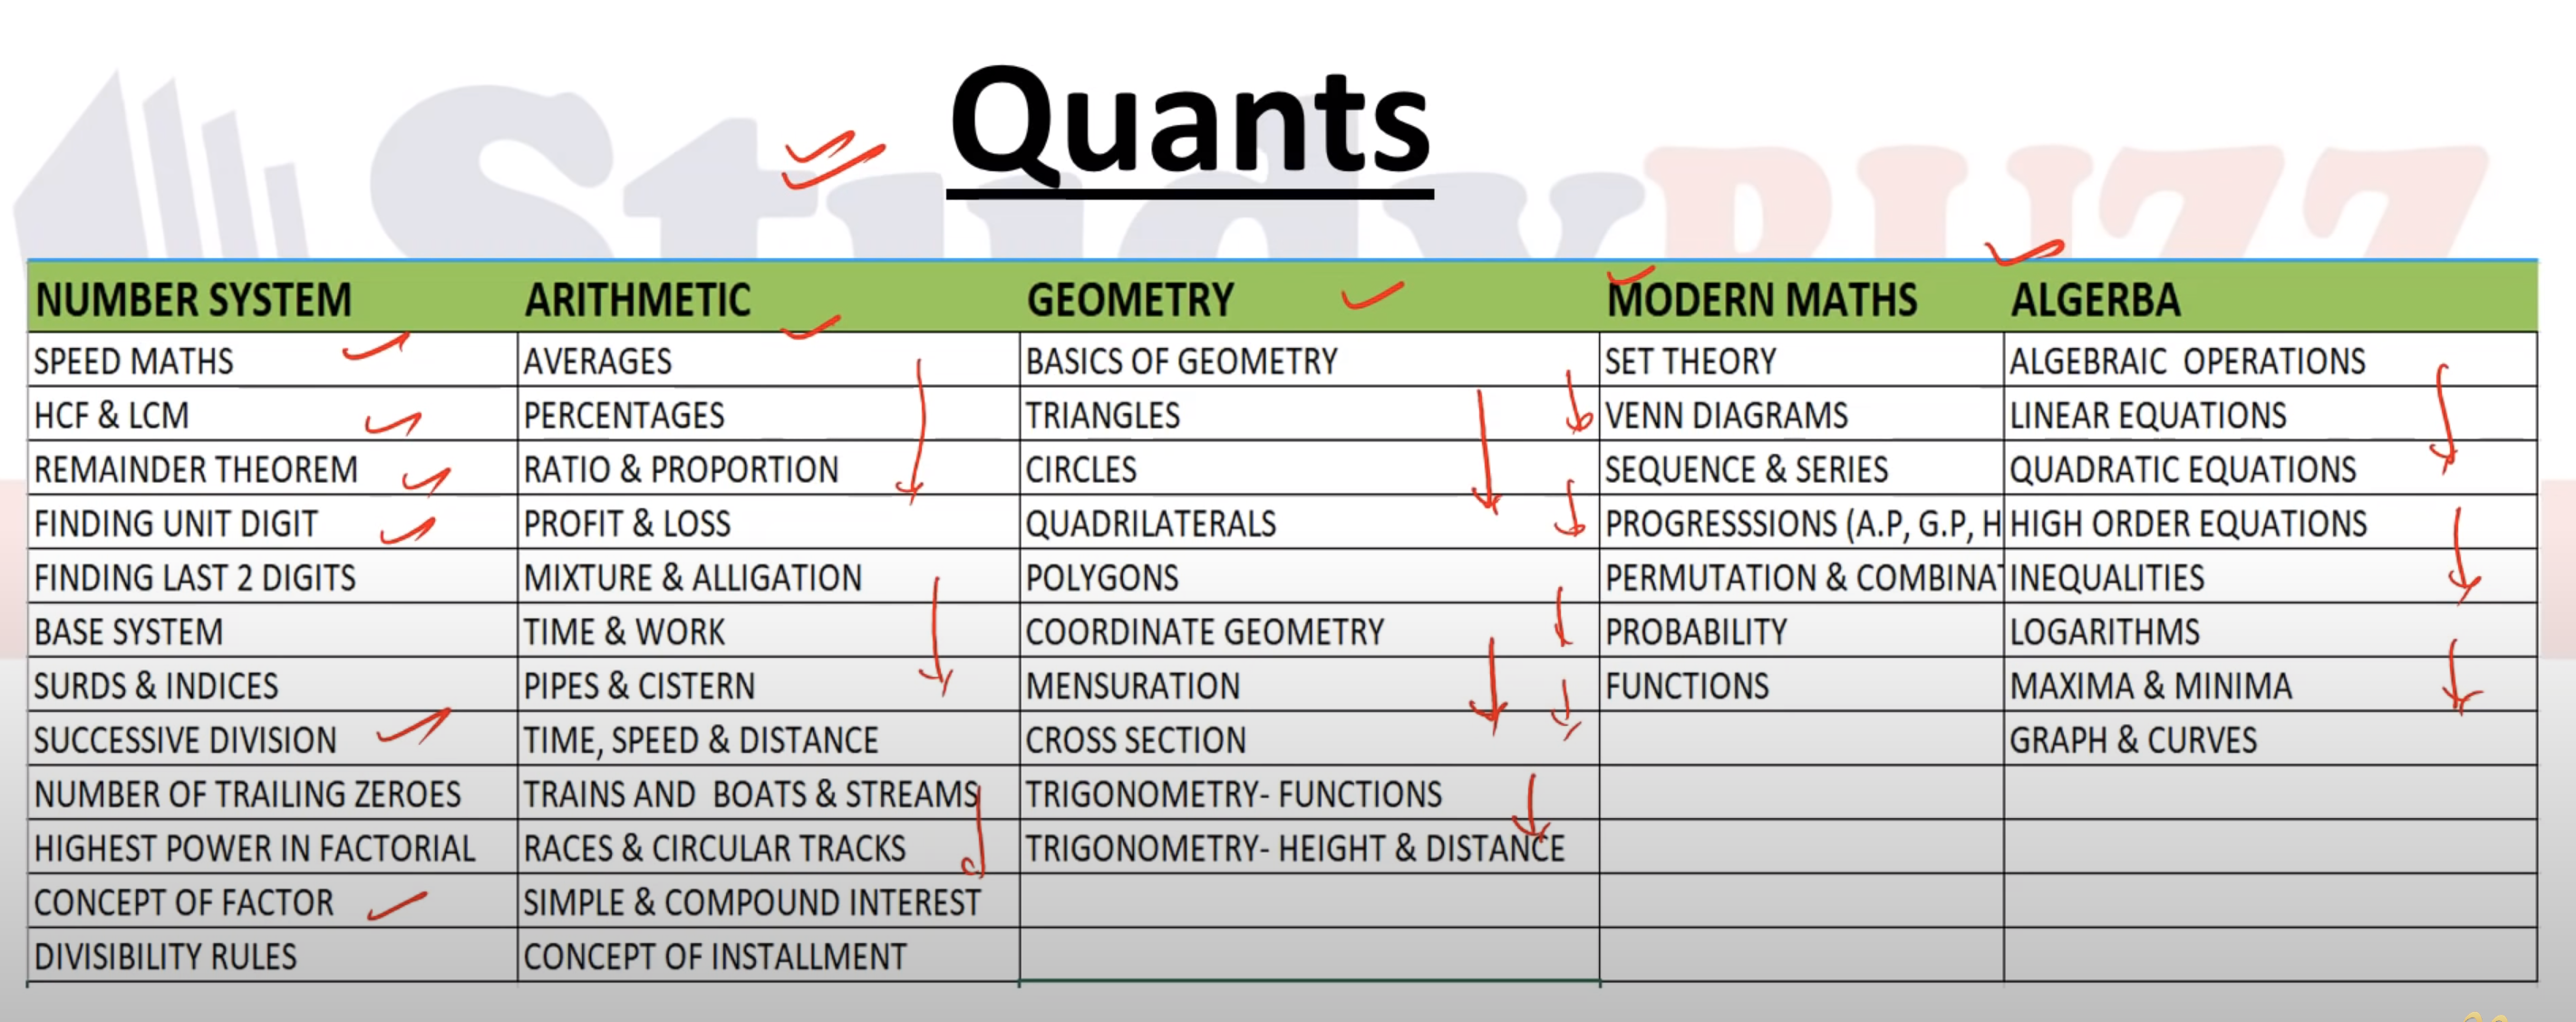 StudyBUZZ
Quants
NUMBER SYSTEM ARITHMETIC GEOMETRY MODERN MATHS ALGERBA
SPEED MATHS AVERAGES BASICS OF GEOMETRY SET THEORY ALGEBRAIC OPERATIONS
HCF & LCM PERCENTAGES TRIANGLES VENN DIAGRAMS LINEAR EQUATIONS
REMAINDER THEOREM RATIO & PROPORTION CIRCLES SEQUENCE & SERIES QUADRATIC EQUATIONS
FINDING UNIT DIGIT PROFIT & LOSS QUADRILATERALS PROGRESSSIONS (A.P, G.P, H HIGH ORDER EQUATIONS
FINDING LAST 2 DIGITS MIXTURE & ALLIGATION POLYGONS PERMUTATION & COMBINAT INEQUALITIES
BASE SYSTEM TIME & WORK COORDINATE GEOMETRY PROBABILITY LOGARITHMS
SURDS & INDICES PIPES & CISTERN MENSURATION FUNCTIONS MAXIMA & MINIMA
SUCCESSIVE DIVISION TIME, SPEED & DISTANCE CROSS SECTION GRAPH & CURVES
NUMBER OF TRAILING ZEROES TRAINS AND BOATS & STREAMS TRIGONOMETRY- FUNCTIONS
HIGHEST POWER IN FACTORIAL RACES & CIRCULAR TRACKS TRIGONOMETRY- HEIGHT & DISTANCE
CONCEPT OF FACTOR SIMPLE & COMPOUND INTEREST
DIVISIBILITY RULES CONCEPT OF INSTALLMENT